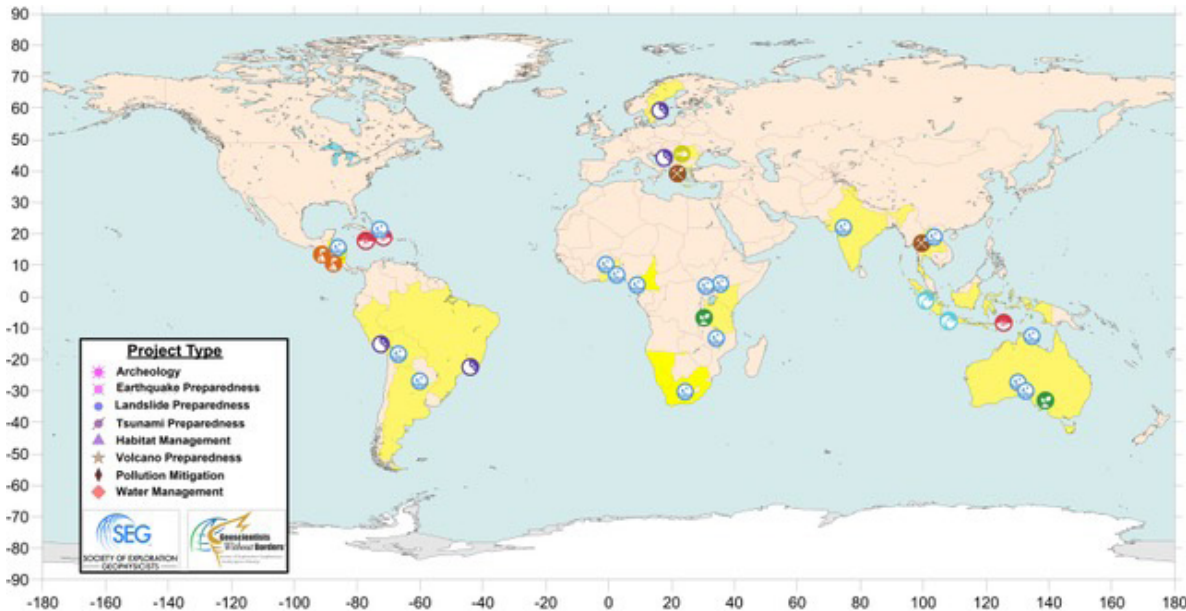 90
80
70
60
50
40
30
20
10
0
-10
-20
-30
-40
-50
-60
-70
-80
-90
Project Type
Archeology
Earthquake Preparedness
Landslide Preparedness
Tsunami Preparedness
Habitat Management
Volcano Preparedness
Pollution Mitigation
Water Management
SEG
SOCIETY OF EXPLORATION
GEOPHYSICISTS
Geoscientists
Without Borders
-180 -160 -140 -120 -100 -80 -60 -40 -20 0 20 40 60 80 100 120 140 160 180